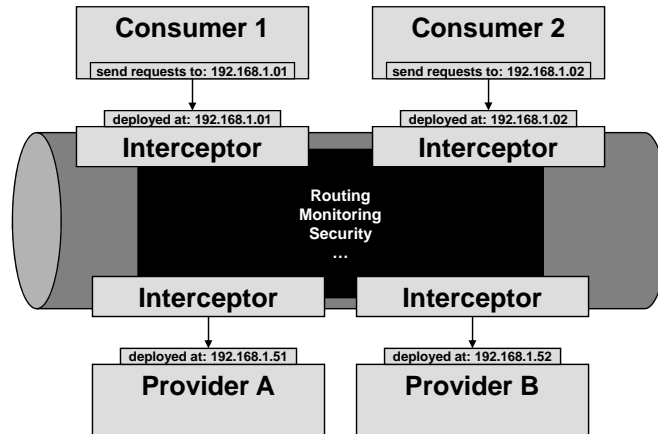 Consumer 1
Consumer 2
send requests to: 192.168.1.01
send requests to: 192.168.1.02
deployed at: 192.168.1.01
deployed at: 192.168.1.02
Interceptor
Interceptor
Routing
Monitoring
Security
…
Interceptor
Interceptor
deployed at: 192.168.1.51
deployed at: 192.168.1.52
Provider A
Provider B